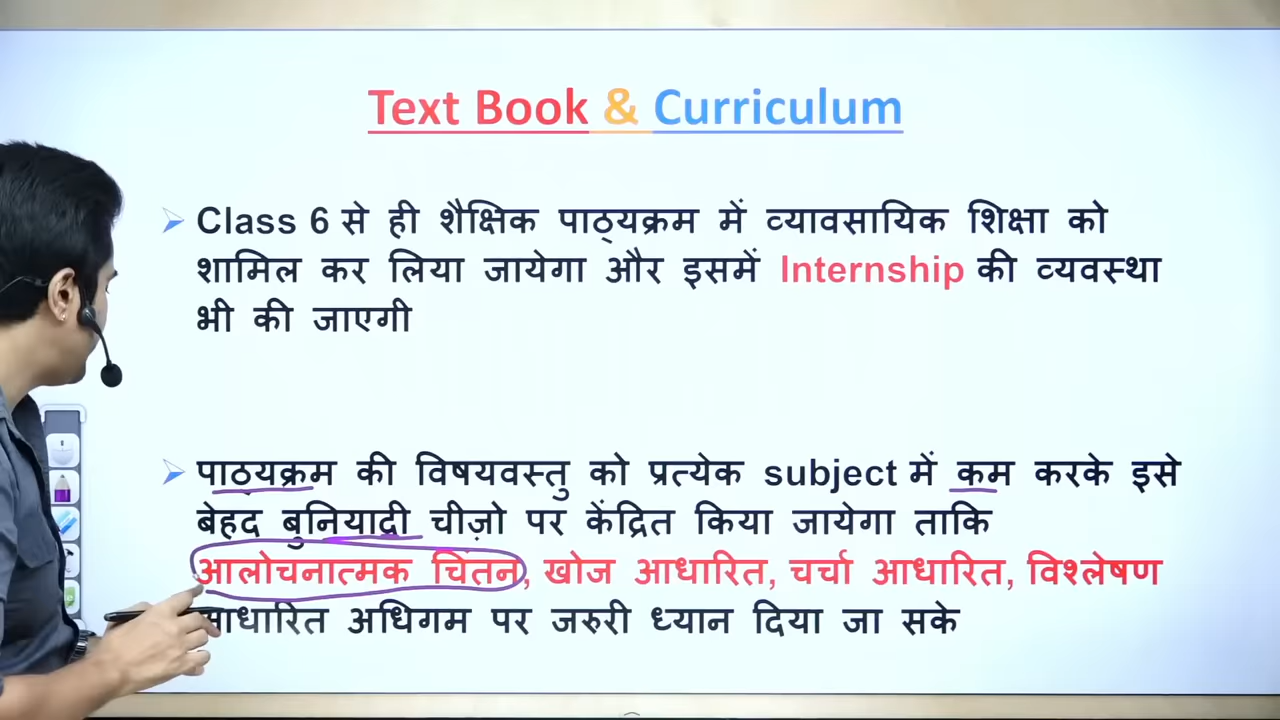 Text Book & Curriculum
Class 6 से ही शैक्षिक पाठ्यक्रम में व्यावसायिक शिक्षा को
शामिल कर लिया जायेगा और इसमें Internship की व्यवस्था
भी की जाएगी
पाठयक्रम की विषयवस्तु को प्रत्येक subject में कम करके इसे
बेहद बुनियादी चीज़ो पर केंद्रित किया जायेगा ताकि
आलोचनात्मक चिंतन, खोज आधारित, चर्चा आधारित, विश्लेषण
आधारित अधिगम पर जरुरी ध्यान दिया जा सके